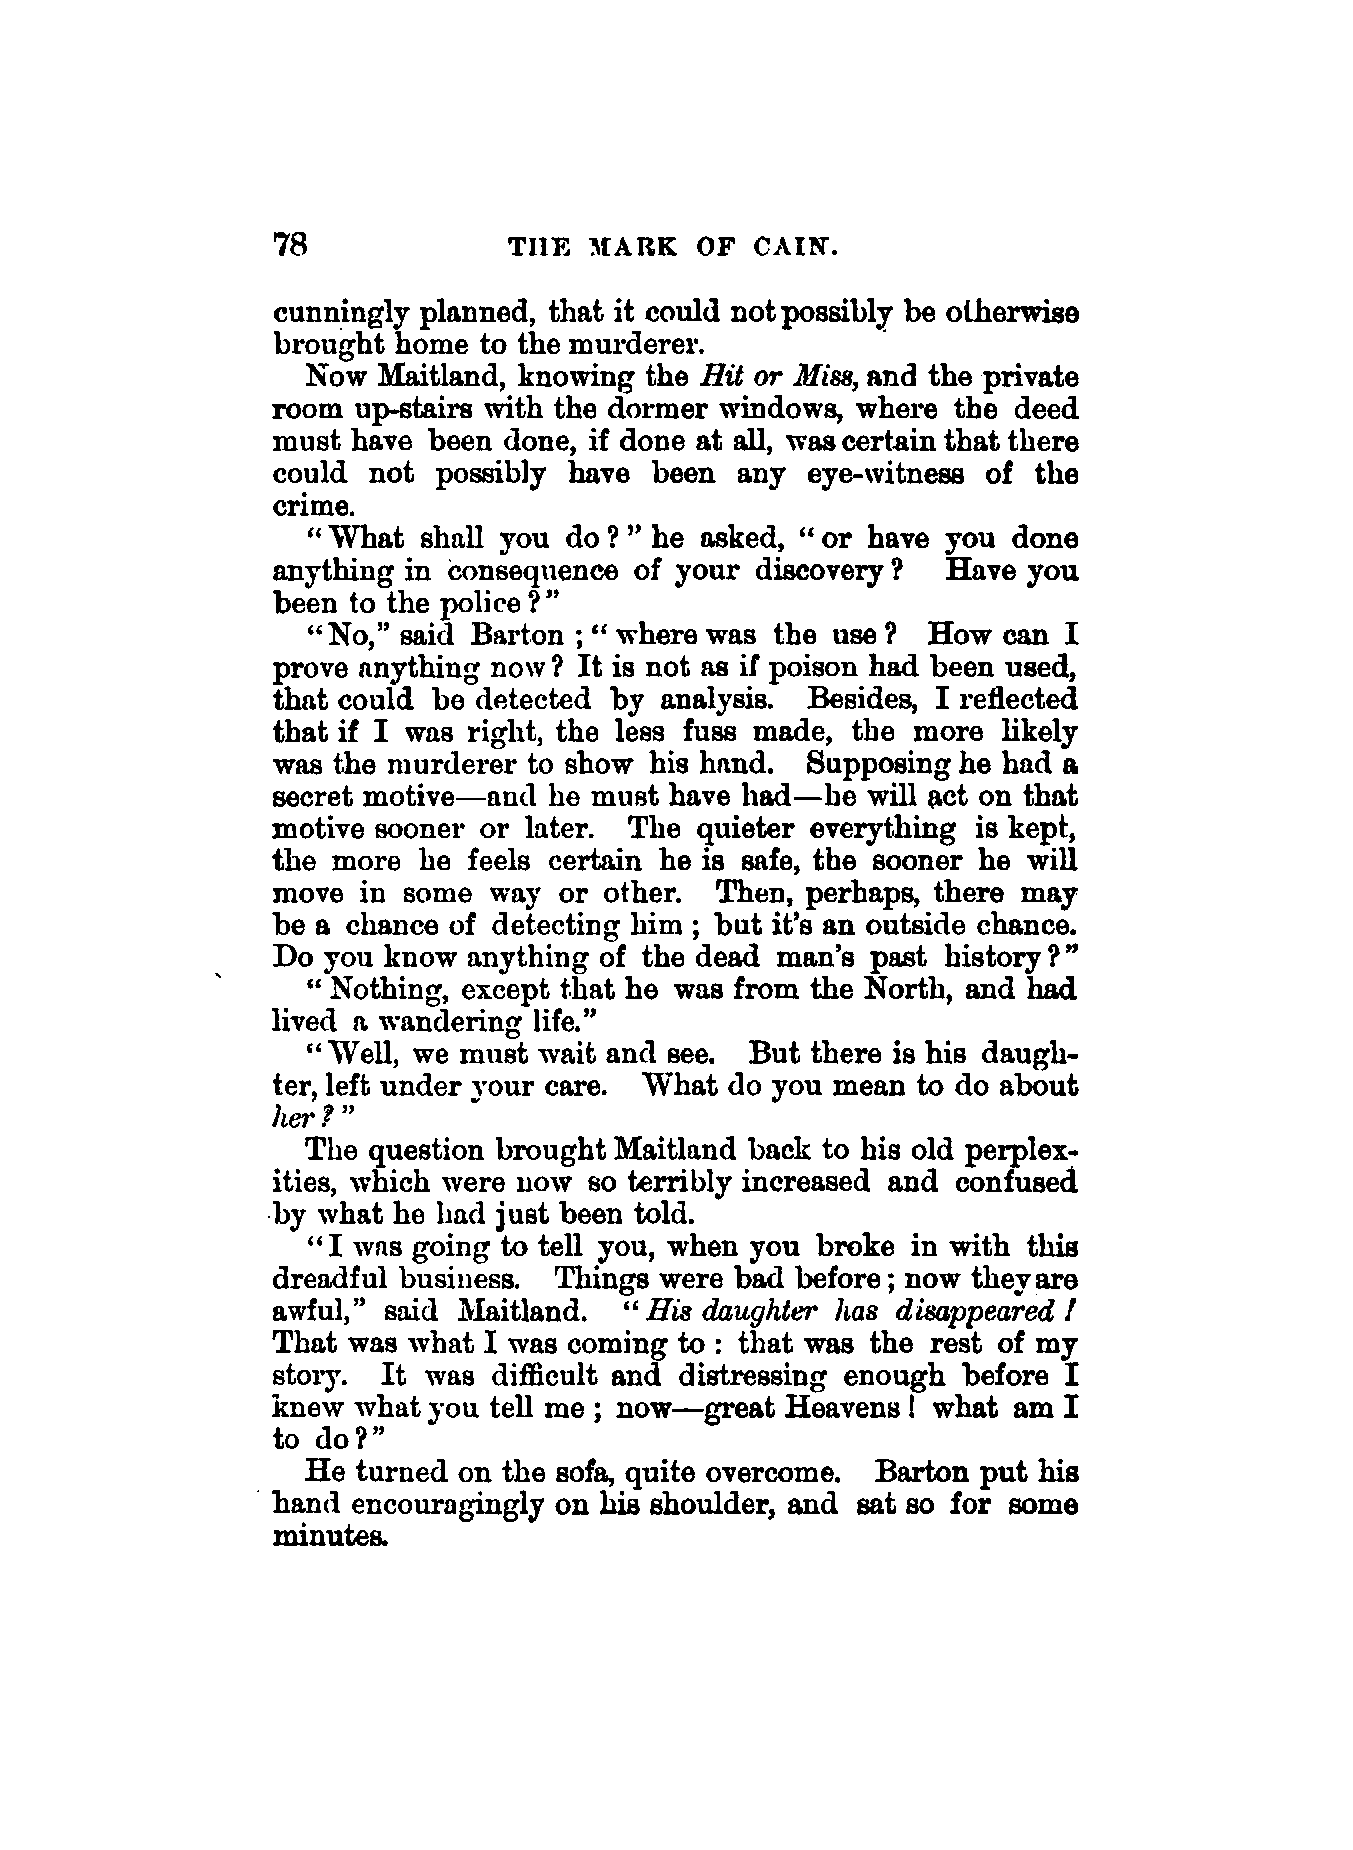 78 THE MARK OF CAIN.
cunningly planned, that it could not possibly be otherwise
brought home to the murderer.
Now Maitland, knowing the Hit or Miss, and the private
room up-stairs with the dormer windows, where the deed
must have been done, if done at all, was certain that there
could not possibly have been any eye-witness of the
crime.
"What shall you do?" he asked, "or have you done
anything in consequence of your discovery? Have you
been to the police?"
"No," said Barton; "where was the use? How can I
prove anything now? It is not as if poison had been used,
that could be detected by analysis. Besides, I reflected
that if I was right, the less fuss made, the more likely
was the murderer to show his hand. Supposing he had a
secret motive—and he must have had—he will act on that
motive sooner or later. The quieter everything is kept,
the more he feels certain he is safe, the sooner he will
move in some way or other. Then, perhaps, there may
be a chance of detecting him; but it's an outside chance.
Do you know anything of the dead man's past history?"
"Nothing, except that he was from the North, and had
lived a wandering life."
"Well, we must wait and see. But there is his daugh-
ter, left under your care. What do you mean to do about
her?"
The question brought Maitland back to his old perplex-
ities, which were now so terribly increased and confused
by what he had just been told.
"I was going to tell you, when you broke in with this
dreadful business. Things were bad before; now they are
awful," said Maitland. "His daughter has disappeared!
That was what I was coming to: that was the rest of my
story. It was difficult and distressing enough before I
knew what you tell me; now—great Heavens! what am I
to do?"
He turned on the sofa, quite overcome. Barton put his
hand encouragingly on his shoulder, and sat so for some
minutes.